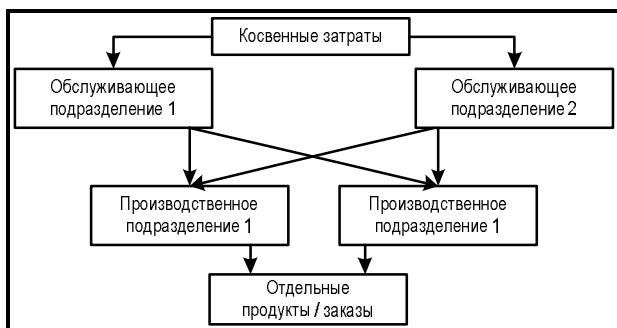 Косвенные затраты
Обслуживающее
подразделение 1
Обслуживающее
подразделение 2
Производственное
подразделение 1
Производственное
подразделение 1
Отдельные
продукты / заказы